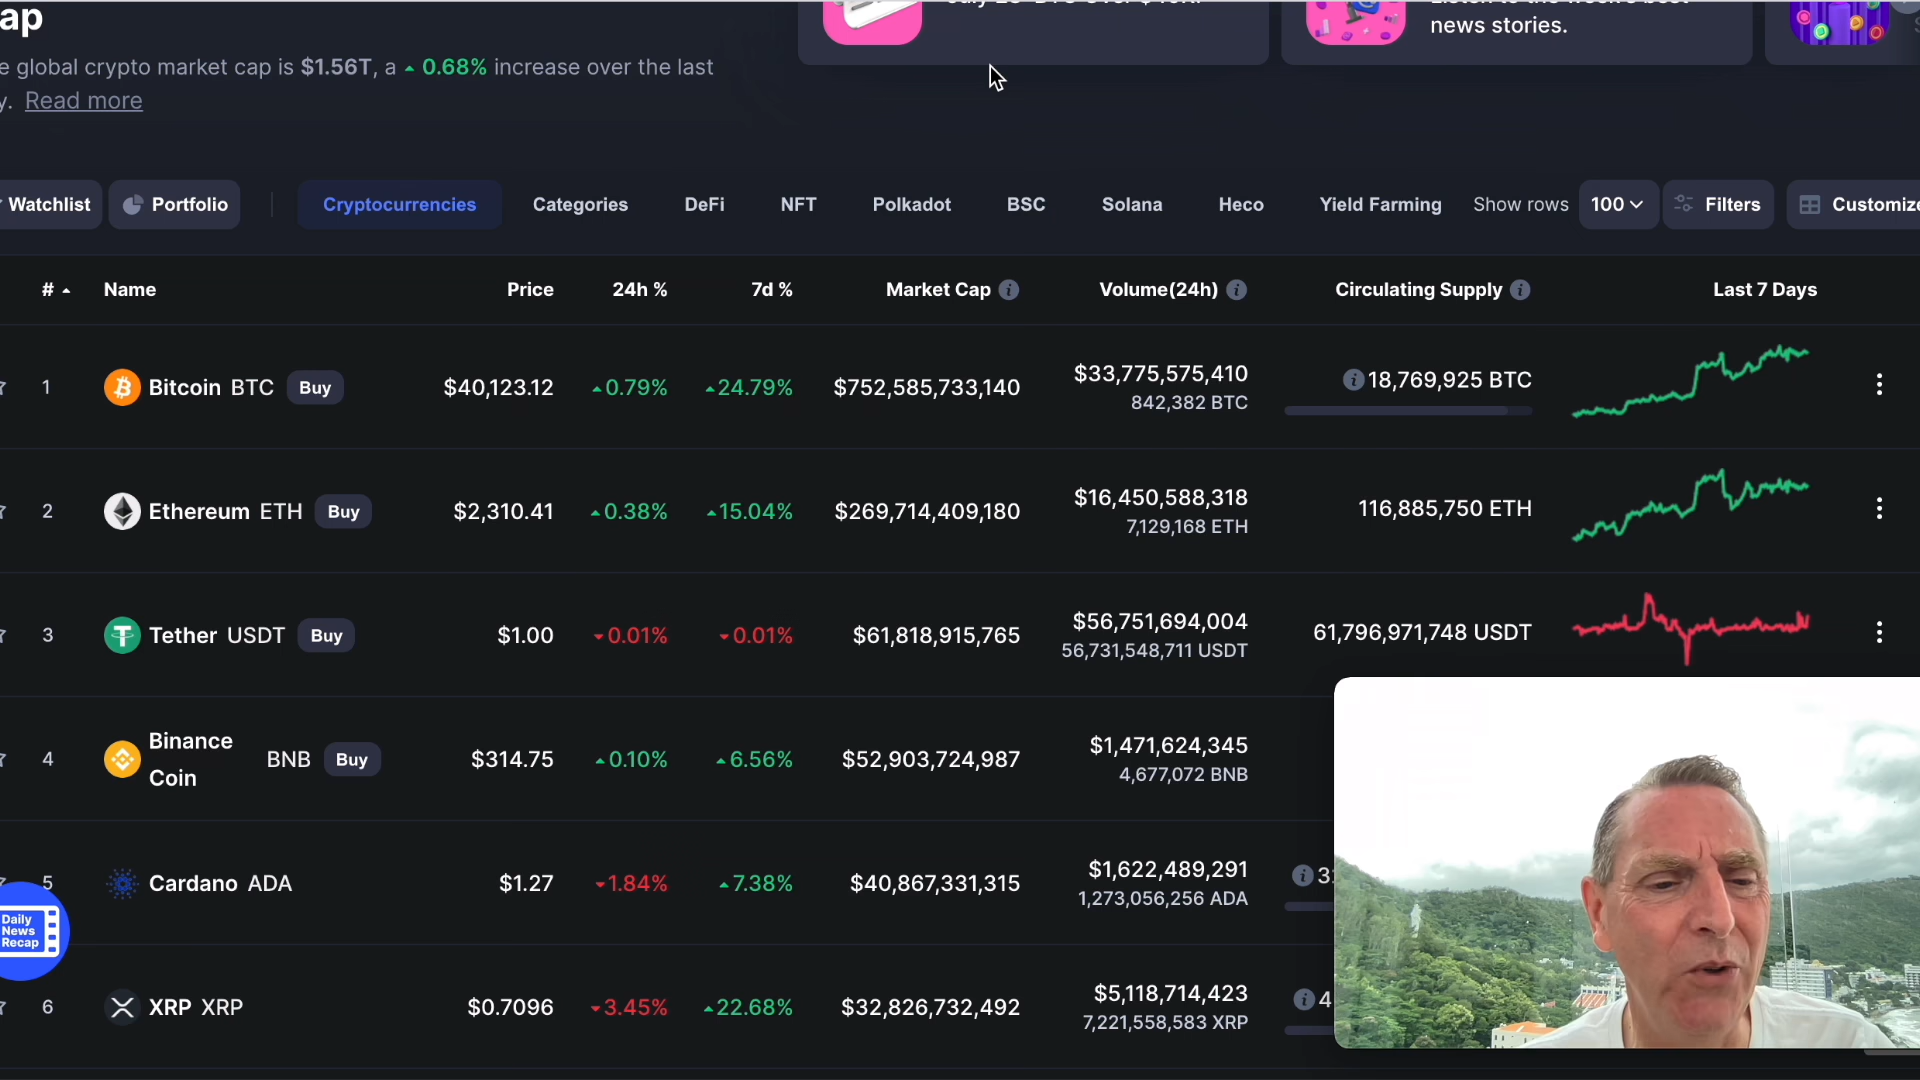 ap
e global crypto market cap is $1.56T, a 0.68% increase over the last
y. Read more
news stories.
Watchlist Portfolio Cryptocurrencies Categories DeFi NFT Polkadot BSC Solana Heco Yield Farming Show rows 100 Filters Customize
# Name Price 24h % 7d % Market Cap Volume(24h) Circulating Supply Last 7 Days
1 Bitcoin BTC Buy $40,123.12 0.79% 24.79% $752,585,733,140 $33,775,575,410 18,769,925 BTC
842,382 BTC
2 Ethereum ETH Buy $2,310.41 0.38% 15.04% $269,714,409,180 $16,450,588,318 116,885,750 ETH
7,129,168 ETH
3 Tether USDT Buy $1.00 0.01% 0.01% $61,818,915,765 $56,751,694,004 61,796,971,748 USDT
56,731,548,711 USDT
4 Binance Coin BNB Buy $314.75 0.10% 6.56% $52,903,724,987 $1,471,624,345
4,677,072 BNB
5 Cardano ADA $1.27 1.84% 7.38% $40,867,331,315 $1,622,489,291 3
1,273,056,256 ADA
Daily
News
Recap
6 XRP XRP $0.7096 3.45% 22.68% $32,826,732,492 $5,118,714,423 4
7,221,558,583 XRP